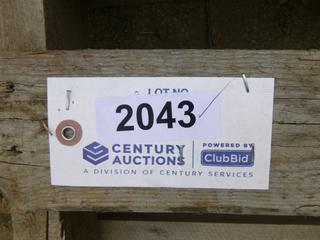 LOT NO.
2043
CENTURY
AUCTIONS
POWERED BY
ClubBid
A DIVISION OF CENTURY SERVICES